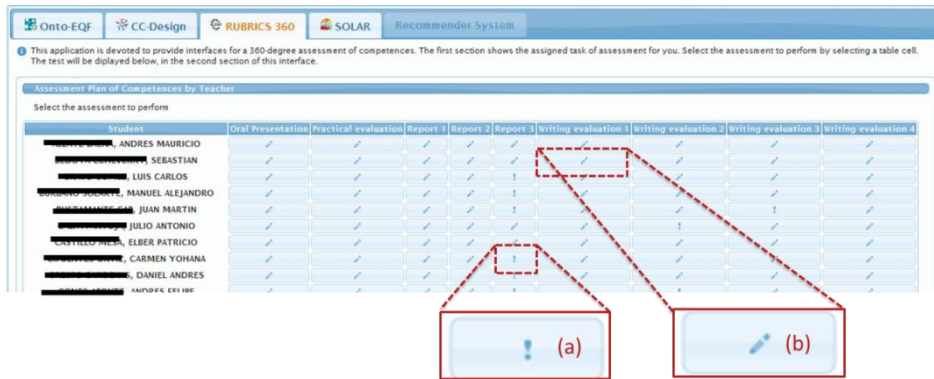 Onto-EQF CC-Design RUBRICS 360 SOLAR Recommender System
This application is devoted to provide interfaces for a 360-degree assessment of competences. The first section shows the assigned task of assessment for you. Select the assessment to perform by selecting a table cell.
The test will be diplayed below, in the second section of this interface.
Assessment Plan of Competences by Teacher
Select the assessment to perform
Student Oral Presentation Practical evaluation Report 1 Report 2 Report 3 Writing evaluation 1 Writing evaluation 2 Writing evaluation 3 Writing evaluation 4
, ANDRES MAURICIO
, SEBASTIAN
, LUIS CARLOS
, MANUEL ALEJANDRO
, JUAN MARTIN
JULIO ANTONIO
, ELBER PATRICIO
, CARMEN YOHANA
, DANIEL ANDRES
ANDRES FELIPE
(a)
(b)